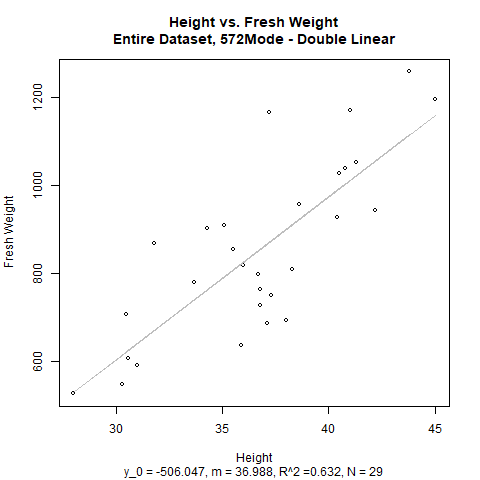 Height vs. Fresh Weight
Entire Dataset, 572Mode - Double Linear
Fresh Weight
1200
1000
800
600
30 35 40 45
Height
y_0 = -506.047, m = 36.988, R^2 =0.632, N = 29